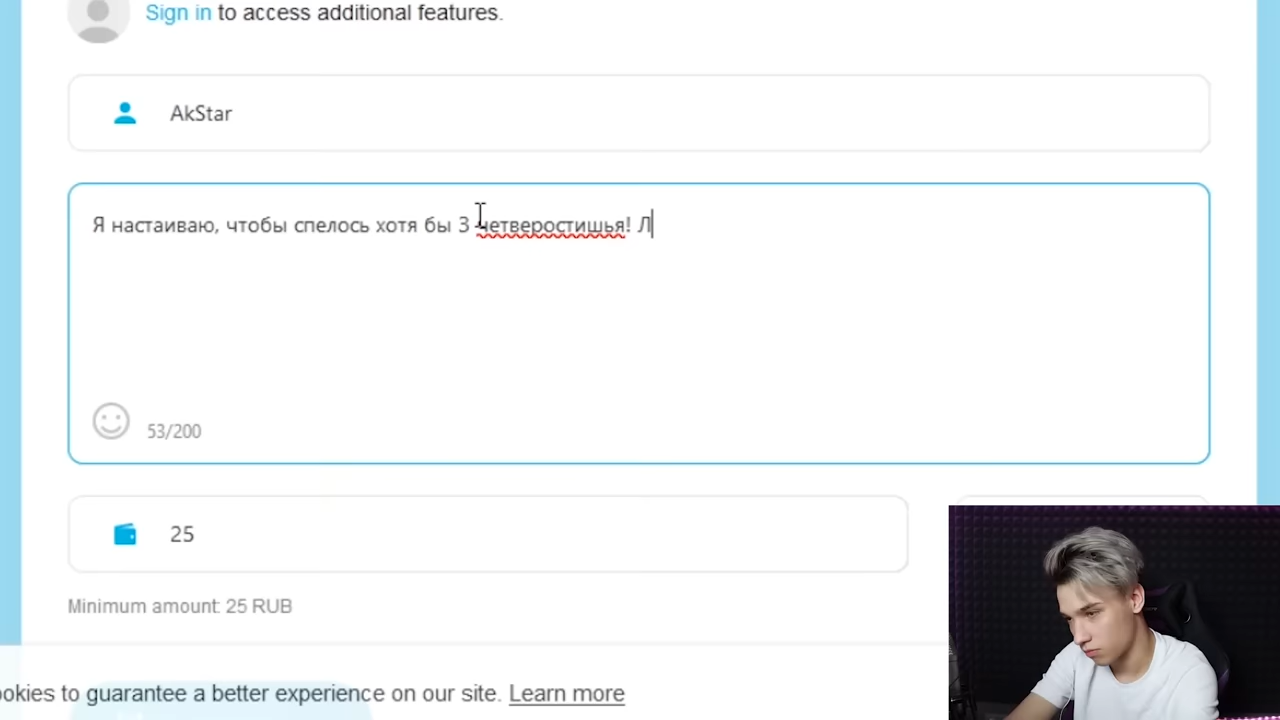 Sign in to access additional features.
AkStar
Я настаиваю, чтобы спелось хотя бы 3 четверостишья! Л
53/200
25
Minimum amount: 25 RUB
ookies to guarantee a better experience on our site. Learn more